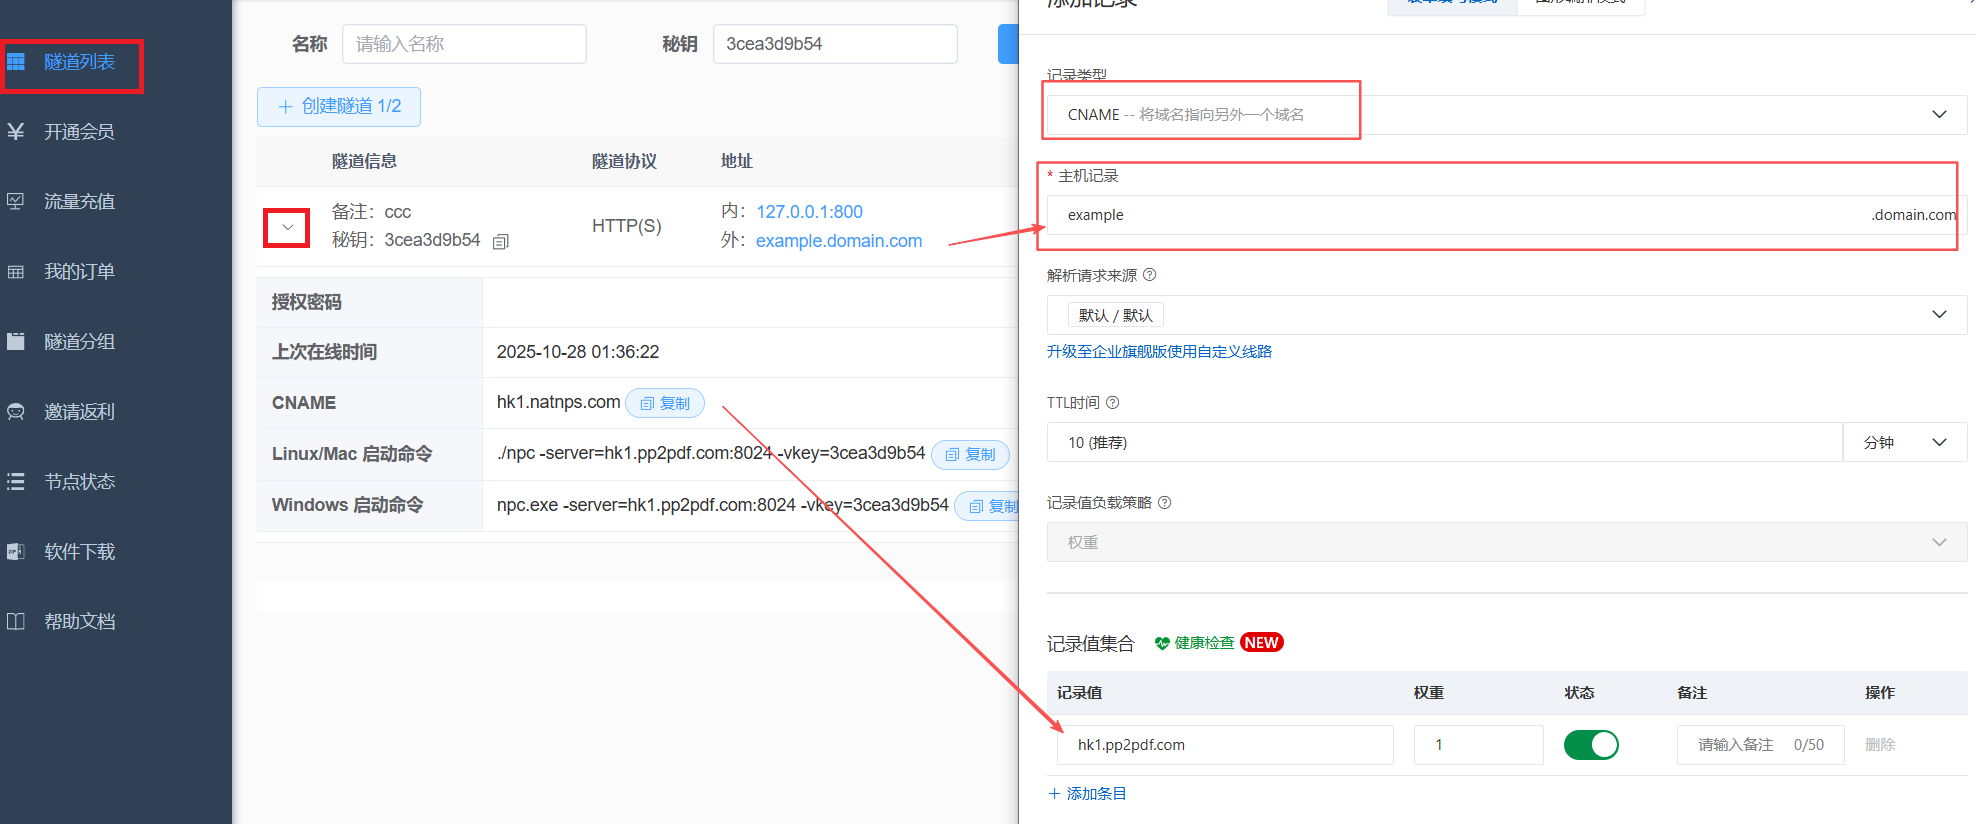 隧道列表
开通会员
流量充值
我的订单
隧道分组
邀请返利
节点状态
软件下载
帮助文档
名称 请输入名称 秘钥 3cea3d9b54
创建隧道 1/2
隧道信息 隧道协议 地址
备注：ccc
秘钥：3cea3d9b54
HTTP(S)
内：127.0.0.1:800
外：example.domain.com
授权密码
上次在线时间 2025-10-28 01:36:22
CNAME hk1.natnps.com 复制
Linux/Mac 启动命令 ./npc -server=hk1.pp2pdf.com:8024 -vkey=3cea3d9b54 复制
Windows 启动命令 npc.exe -server=hk1.pp2pdf.com:8024 -vkey=3cea3d9b54 复制
添加记录
记录类型
CNAME -- 将域名指向另外一个域名
* 主机记录
example .domain.com
解析请求来源
默认 / 默认
升级至企业旗舰版使用自定义线路
TTL时间
10 (推荐) 分钟
记录值负载策略
权重
记录值集合 健康检查 NEW
记录值 权重 状态 备注 操作
hk1.pp2pdf.com 1 请输入备注 0/50 删除
添加条目